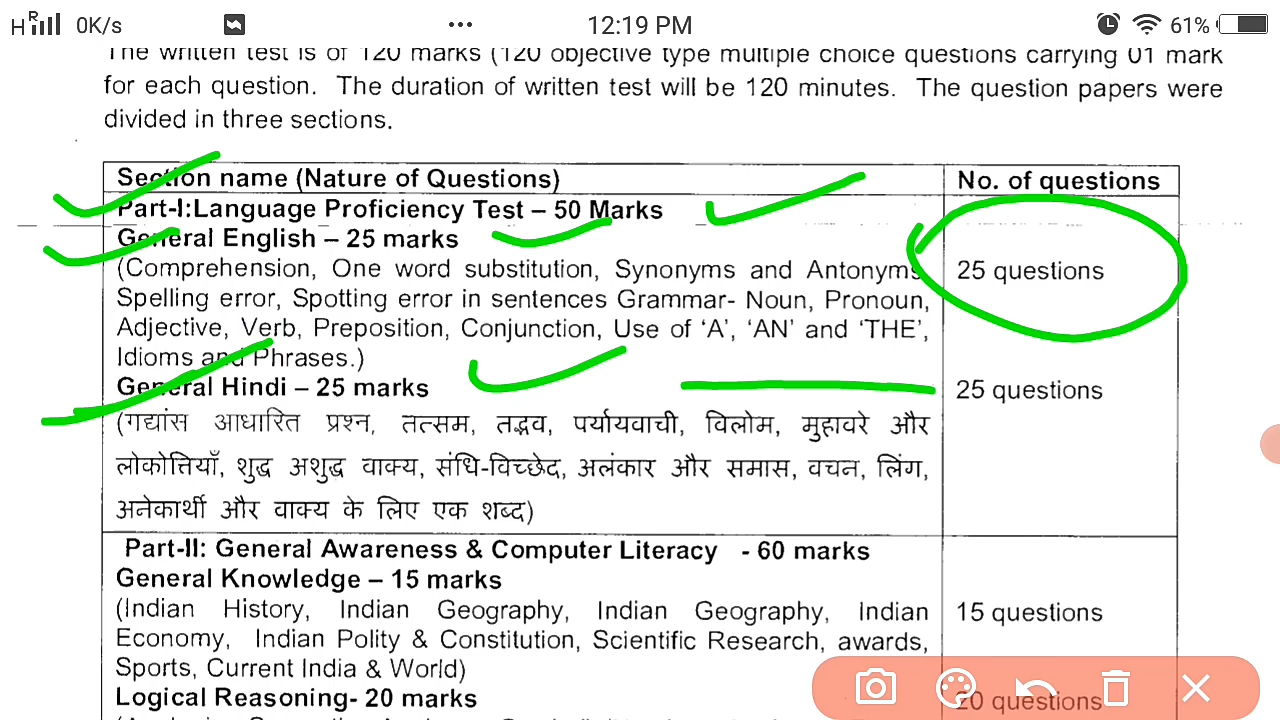 HR 0K/s ••• 12:19 PM 61%
The written test is of 120 marks (120 objective type multiple choice questions carrying 01 mark
for each question. The duration of written test will be 120 minutes. The question papers were
divided in three sections.
Section name (Nature of Questions) No. of questions
Part-I:Language Proficiency Test – 50 Marks
General English – 25 marks
(Comprehension, One word substitution, Synonyms and Antonyms 25 questions
Spelling error, Spotting error in sentences Grammar- Noun, Pronoun,
Adjective, Verb, Preposition, Conjunction, Use of ‘A’, ‘AN’ and ‘THE’,
Idioms and Phrases.)
General Hindi – 25 marks 25 questions
(गद्यांस आधारित प्रश्न, तत्सम, तद्भव, पर्यायवाची, विलोम, मुहावरे और
लोकोत्तियाँ, शुद्ध अशुद्ध वाक्य, संधि-विच्छेद, अलंकार और समास, वचन, लिंग,
अनेकार्थी और वाक्य के लिए एक शब्द)
Part-II: General Awareness & Computer Literacy - 60 marks
General Knowledge – 15 marks
(Indian History, Indian Geography, Indian Geography, Indian 15 questions
Economy, Indian Polity & Constitution, Scientific Research, awards,
Sports, Current India & World)
Logical Reasoning- 20 marks 20 questions